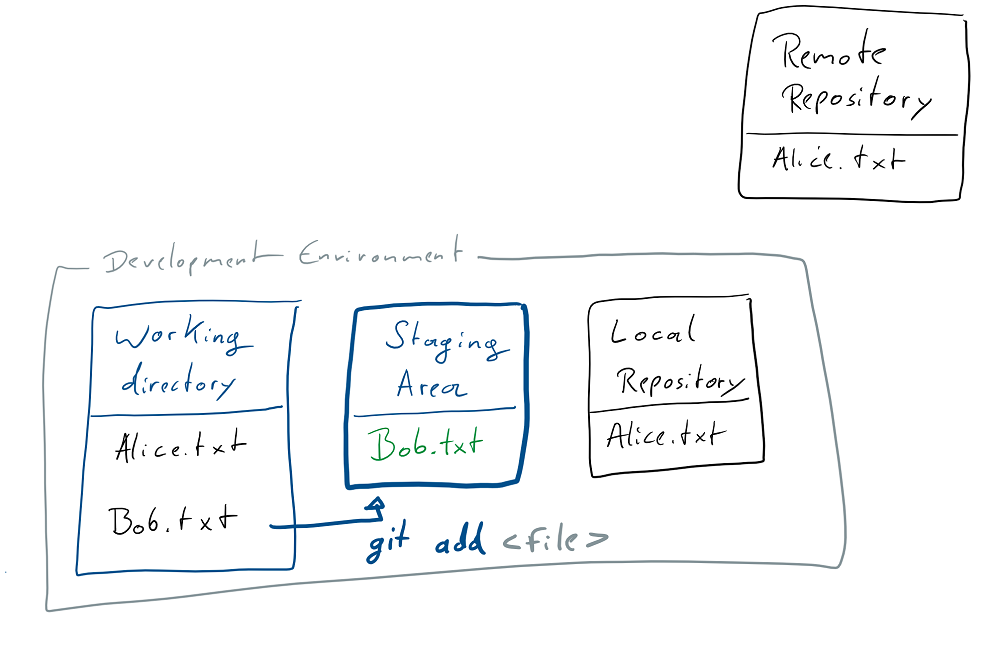 Remote
Repository
Alice.txt
Development Environment
Working
directory
Alice.txt
Bob.txt
Staging
Area
Bob.txt
Local
Repository
Alice.txt
git add <file>